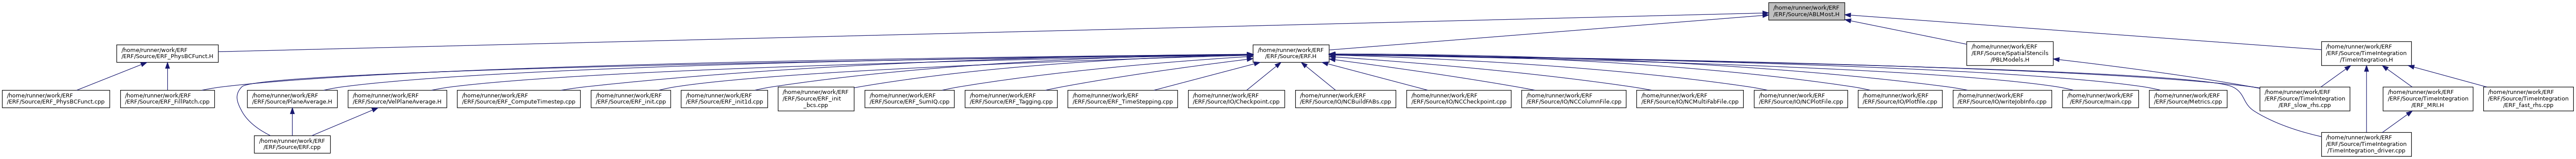 /home/runner/work/ERF
/ERF/Source/ABLMost.H
/home/runner/work/ERF
/ERF/Source/ERF_PhysBCFunct.H
/home/runner/work/ERF
/ERF/Source/ERF.H
/home/runner/work/ERF
/ERF/Source/SpatialStencils
/PBLModels.H
/home/runner/work/ERF
/ERF/Source/TimeIntegration
/TimeIntegration.H
/home/runner/work/ERF
/ERF/Source/ERF_PhysBCFunct.cpp
/home/runner/work/ERF
/ERF/Source/ERF_FillPatch.cpp
/home/runner/work/ERF
/ERF/Source/PlaneAverage.H
/home/runner/work/ERF
/ERF/Source/VelPlaneAverage.H
/home/runner/work/ERF
/ERF/Source/ERF_ComputeTimestep.cpp
/home/runner/work/ERF
/ERF/Source/ERF_init.cpp
/home/runner/work/ERF
/ERF/Source/ERF_init1d.cpp
/home/runner/work/ERF
/ERF/Source/ERF_init
_bcs.cpp
/home/runner/work/ERF
/ERF/Source/ERF_SumIQ.cpp
/home/runner/work/ERF
/ERF/Source/ERF_Tagging.cpp
/home/runner/work/ERF
/ERF/Source/ERF_TimeStepping.cpp
/home/runner/work/ERF
/ERF/Source/IO/Checkpoint.cpp
/home/runner/work/ERF
/ERF/Source/IO/NCBuildFABs.cpp
/home/runner/work/ERF
/ERF/Source/IO/NCCheckpoint.cpp
/home/runner/work/ERF
/ERF/Source/IO/NCColumnFile.cpp
/home/runner/work/ERF
/ERF/Source/IO/NCMultiFabFile.cpp
/home/runner/work/ERF
/ERF/Source/IO/NCPlotFile.cpp
/home/runner/work/ERF
/ERF/Source/IO/Plotfile.cpp
/home/runner/work/ERF
/ERF/Source/IO/writeJobInfo.cpp
/home/runner/work/ERF
/ERF/Source/main.cpp
/home/runner/work/ERF
/ERF/Source/Metrics.cpp
/home/runner/work/ERF
/ERF/Source/TimeIntegration
/ERF_slow_rhs.cpp
/home/runner/work/ERF
/ERF/Source/TimeIntegration
/ERF_MRI.H
/home/runner/work/ERF
/ERF/Source/TimeIntegration
/ERF_fast_rhs.cpp
/home/runner/work/ERF
/ERF/Source/ERF.cpp
/home/runner/work/ERF
/ERF/Source/TimeIntegration
/TimeIntegration_driver.cpp